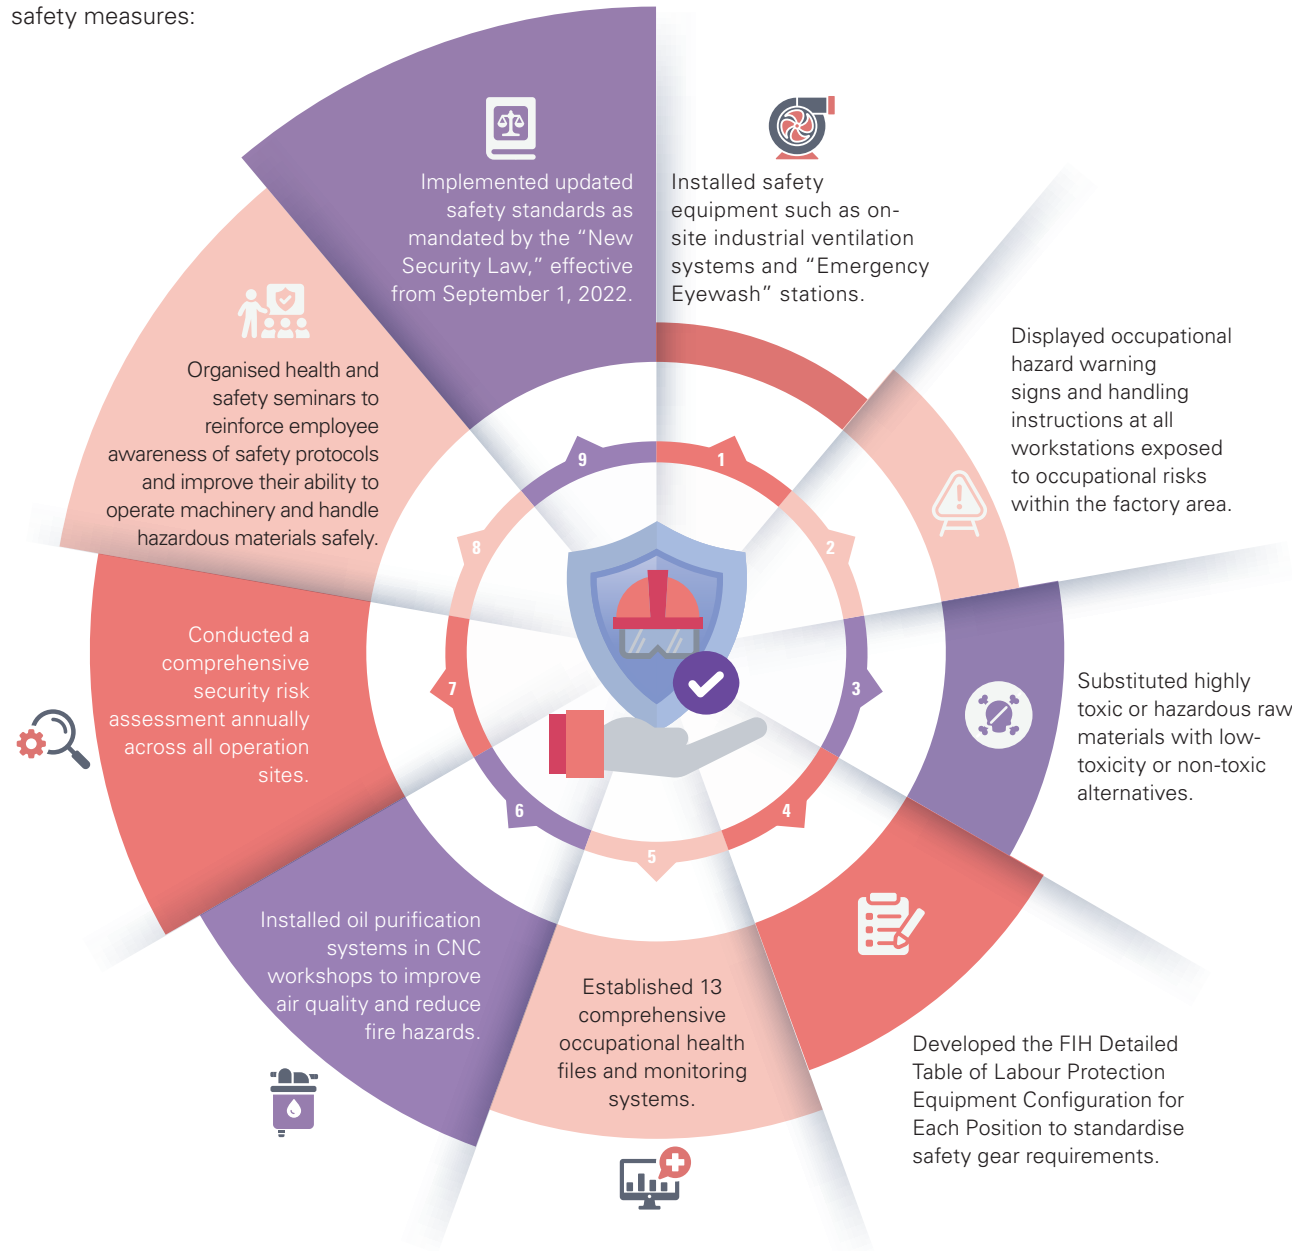 safety measures:
1
Installed safety
equipment such as on-
site industrial ventilation
systems and “Emergency
Eyewash” stations.
2
Displayed occupational
hazard warning
signs and handling
instructions at all
workstations exposed
to occupational risks
within the factory area.
3
Substituted highly
toxic or hazardous raw
materials with low-
toxicity or non-toxic
alternatives.
4
Developed the FIH Detailed
Table of Labour Protection
Equipment Configuration for
Each Position to standardise
safety gear requirements.
5
Established 13
comprehensive
occupational health
files and monitoring
systems.
6
Installed oil purification
systems in CNC
workshops to improve
air quality and reduce
fire hazards.
7
Conducted a
comprehensive
security risk
assessment annually
across all operation
sites.
8
Organised health and
safety seminars to
reinforce employee
awareness of safety protocols
and improve their ability to
operate machinery and handle
hazardous materials safely.
9
Implemented updated
safety standards as
mandated by the “New
Security Law,” effective
from September 1, 2022.